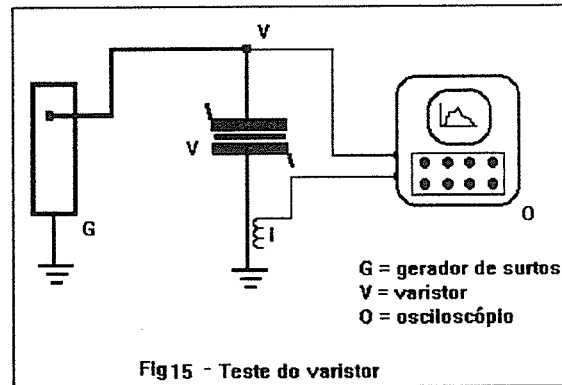 V
V
G
I
O
G = gerador de surtos
V = varistor
O = osciloscópio
Fig15 - Teste do varistor